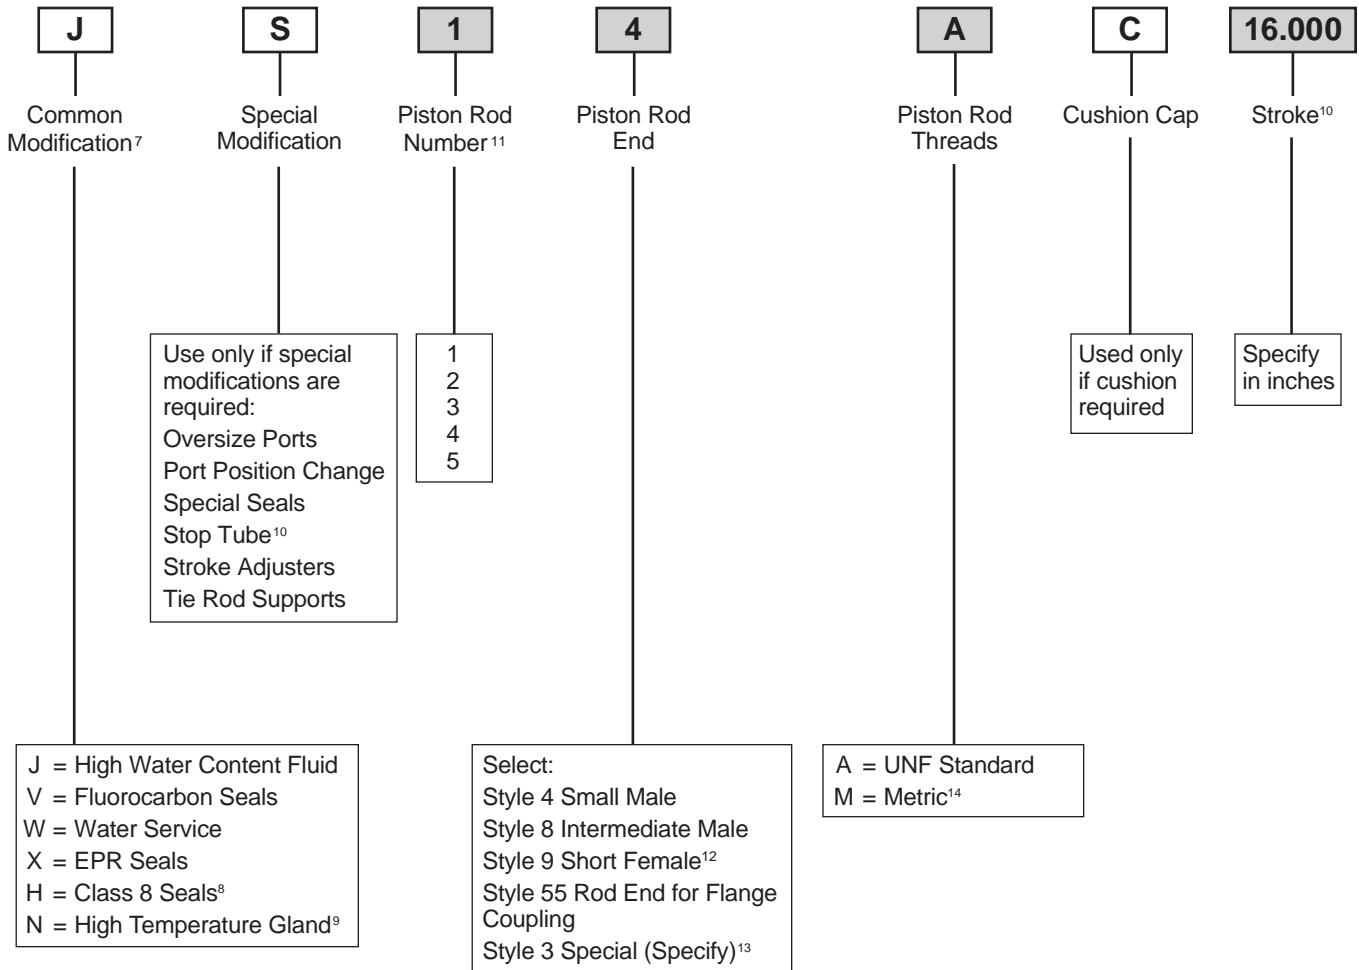 J S 1 4 A C 16.000
Common
Modification⁷
Special
Modification
Piston Rod
Number¹¹
Piston Rod
End
Piston Rod
Threads
Cushion Cap
Stroke¹⁰
Use only if special
modifications are
required:
Oversize Ports
Port Position Change
Special Seals
Stop Tube¹⁰
Stroke Adjusters
Tie Rod Supports
1
2
3
4
5
Used only
if cushion
required
Specify
in inches
J = High Water Content Fluid
V = Fluorocarbon Seals
W = Water Service
X = EPR Seals
H = Class 8 Seals⁸
N = High Temperature Gland⁹
Select:
Style 4 Small Male
Style 8 Intermediate Male
Style 9 Short Female¹²
Style 55 Rod End for Flange
Coupling
Style 3 Special (Specify)¹³
A = UNF Standard
M = Metric¹⁴